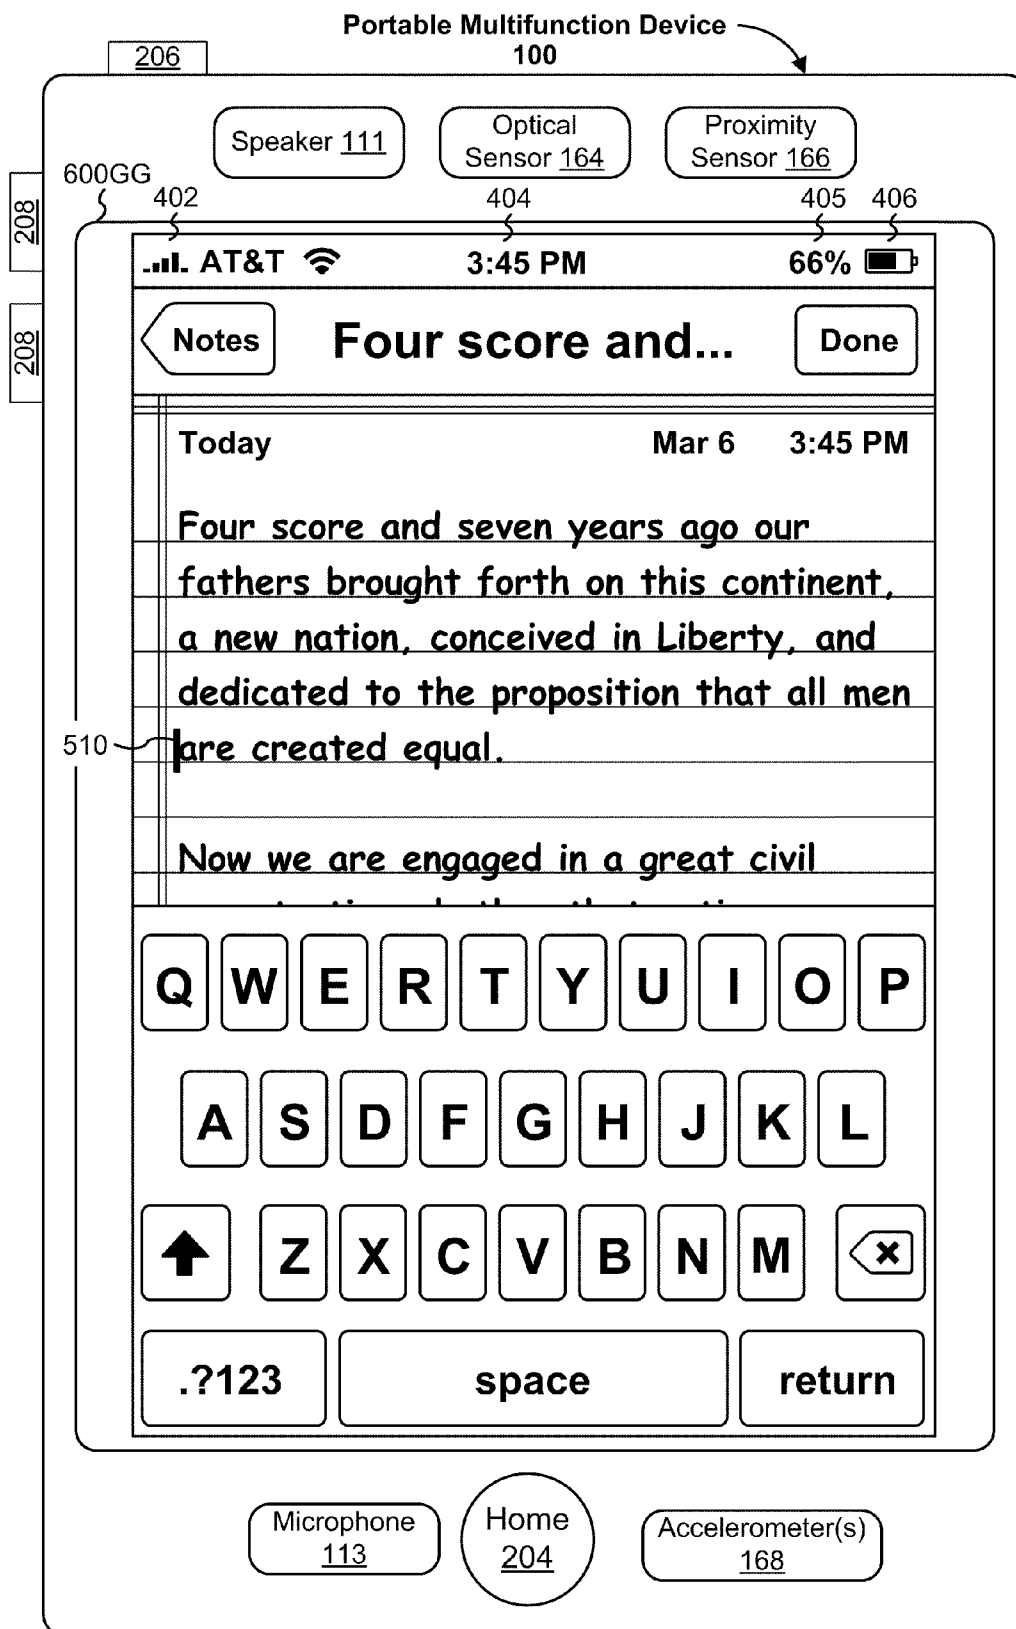 Portable Multifunction Device
100
206
Speaker 111
Optical
Sensor 164
Proximity
Sensor 166
600GG
402
404
405
406
208
AT&T 3:45 PM 66%
208
Notes Four score and... Done
Today Mar 6 3:45 PM
Four score and seven years ago our
fathers brought forth on this continent,
a new nation, conceived in Liberty, and
dedicated to the proposition that all men
510
are created equal.
Now we are engaged in a great civil
Q W E R T Y U I O P
A S D F G H J K L
Z X C V B N M
.?123 space return
Microphone
113
Home
204
Accelerometer(s)
168